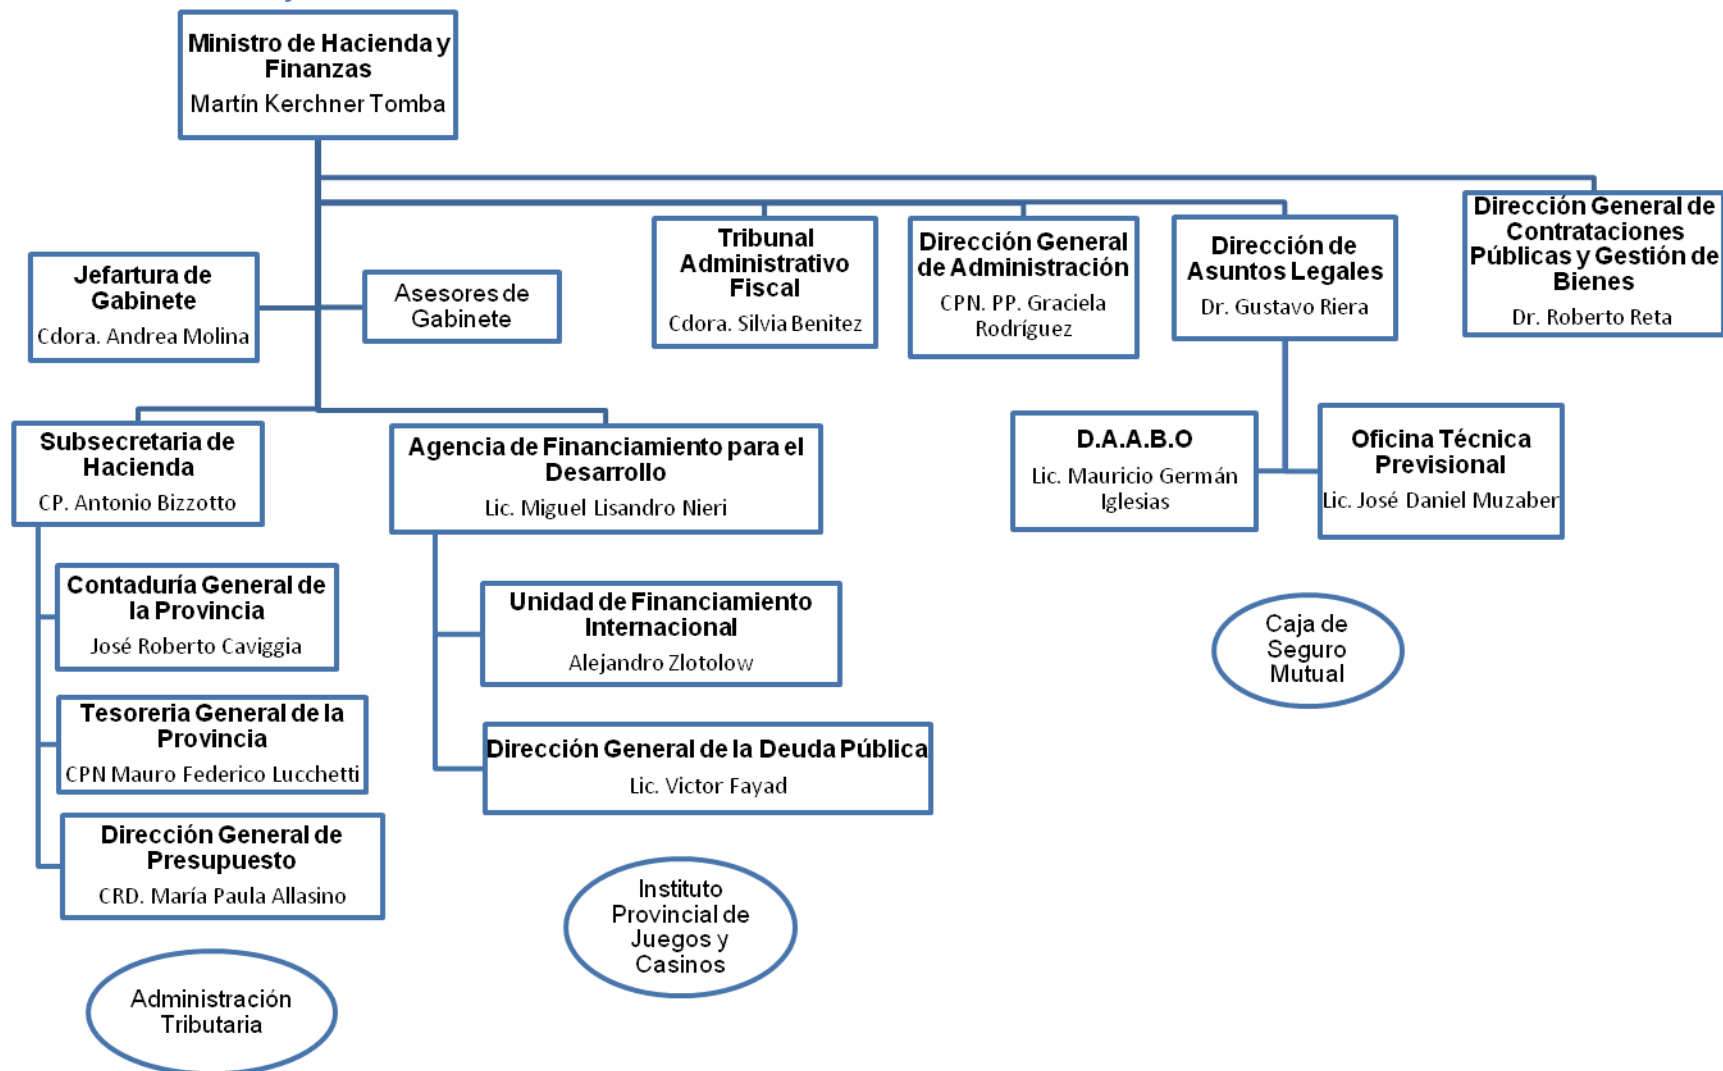 Ministro de Hacienda y
Finanzas
Martín Kerchner Tomba
Jefartura de
Gabinete
Cdora. Andrea Molina
Asesores de
Gabinete
Tribunal
Administrativo
Fiscal
Cdora. Silvia Benitez
Dirección General
de Administración
CPN. PP. Graciela
Rodríguez
Dirección de
Asuntos Legales
Dr. Gustavo Riera
Dirección General de
Contrataciones
Públicas y Gestión de
Bienes
Dr. Roberto Reta
Subsecretaria de
Hacienda
CP. Antonio Bizzotto
Agencia de Financiamiento para el
Desarrollo
Lic. Miguel Lisandro Nieri
D.A.A.B.O
Lic. Mauricio Germán
Iglesias
Oficina Técnica
Previsional
Lic. José Daniel Muzaber
Contaduría General de
la Provincia
José Roberto Caviggia
Unidad de Financiamiento
Internacional
Alejandro Zlotolow
Caja de
Seguro
Mutual
Tesoreria General de la
Provincia
CPN Mauro Federico Lucchetti
Dirección General de la Deuda Pública
Lic. Victor Fayad
Dirección General de
Presupuesto
CRD. María Paula Allasino
Instituto
Provincial de
Juegos y
Casinos
Administración
Tributaria